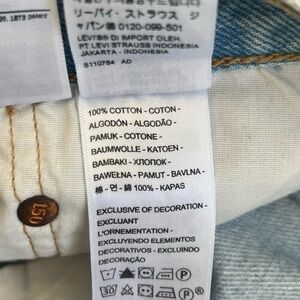 29, 1873 patent
リーバイ・ストラウス ジ
ャパン ㈱ 0120-099-501
LEVI'S® DI IMPORT OLEH
PT LEVI STRAUSS INDONESIA
JAKARTA - INDONESIA
S110764 AD
100% COTTON - COTON -
ALGODÓN - ALGODÃO -
PAMUK - COTONE -
BAUMWOLLE - KATOEN -
BAMBAKI - ХЛОПОК -
BAWEŁNA - PAMUT - BAVLNA -
棉 - 면 - 綿 100% - KAPAS
EXCLUSIVE OF DECORATION -
EXCLUANT
L'ORNEMENTATION -
EXCLUYENDO ELEMENTOS
DECORATIVOS - EXCLUINDO
DECORAÇÃO
30
P
150